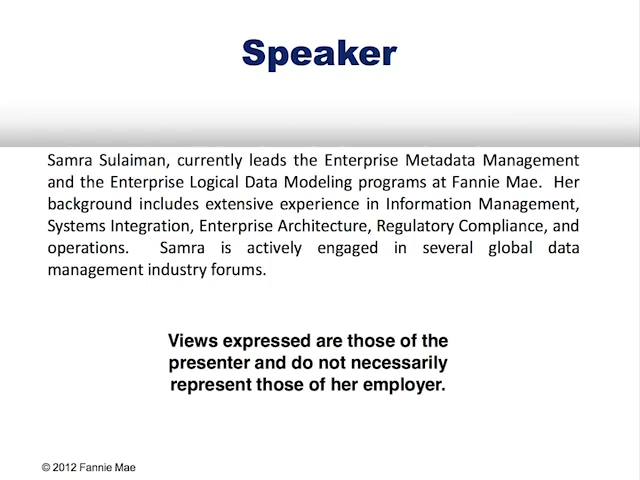 Speaker
Samra Sulaiman, currently leads the Enterprise Metadata Management
and the Enterprise Logical Data Modeling programs at Fannie Mae. Her
background includes extensive experience in Information Management,
Systems Integration, Enterprise Architecture, Regulatory Compliance, and
operations. Samra is actively engaged in several global data
management industry forums.
Views expressed are those of the
presenter and do not necessarily
represent those of her employer.
© 2012 Fannie Mae